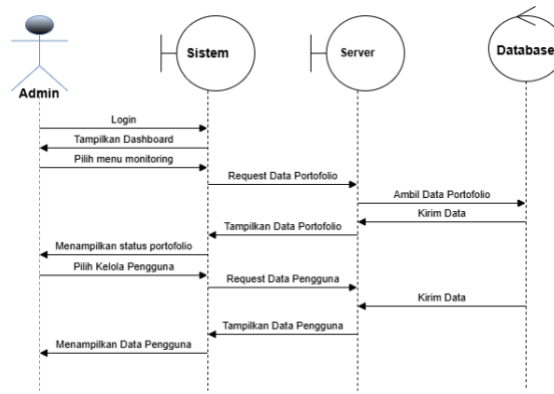 Sistem
Server
Database
Admin
Login
Tampilkan Dashboard
Pilih menu monitoring
Request Data Portofolio
Ambil Data Portofolio
Kirim Data
Tampilkan Data Portofolio
Menampilkan status portofolio
Pilih Kelola Pengguna
Request Data Pengguna
Kirim Data
Tampilkan Data Pengguna
Menampilkan Data Pengguna